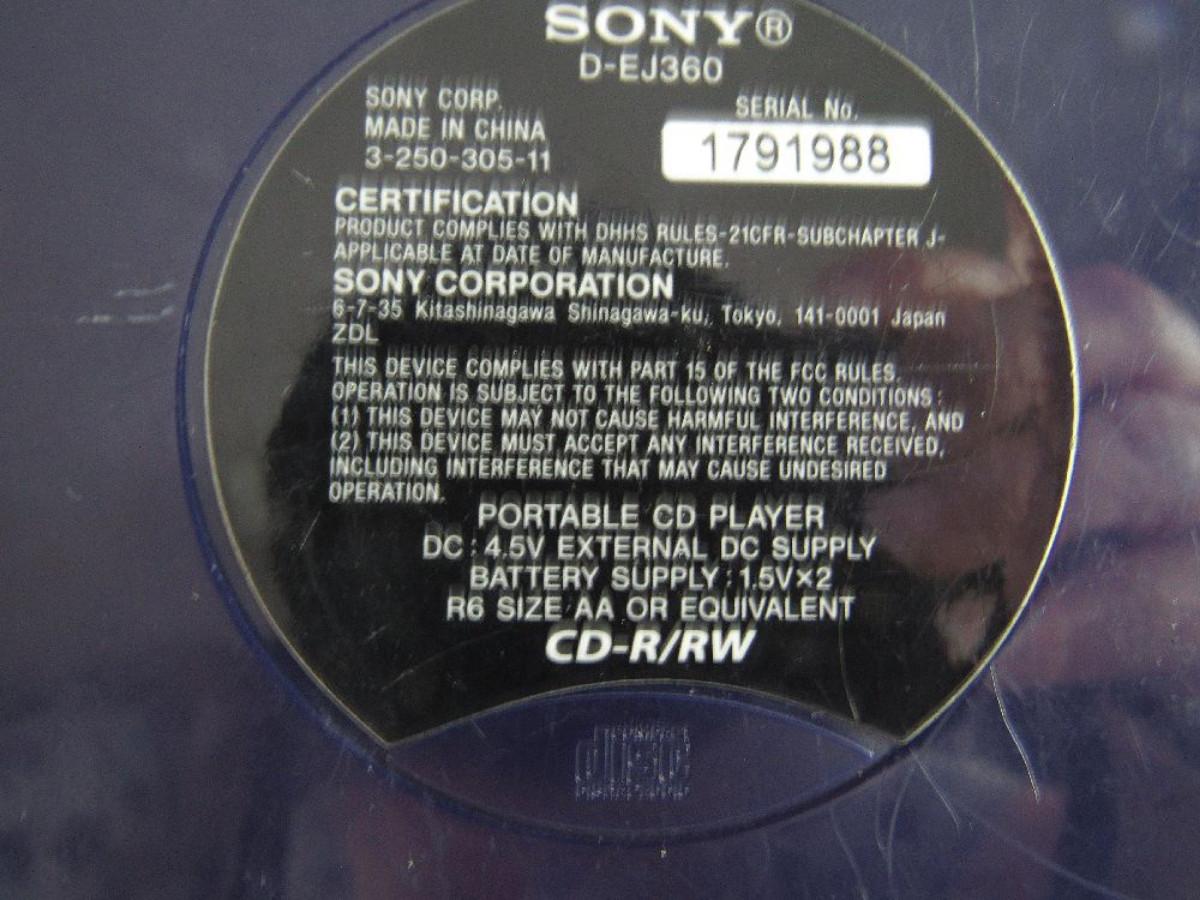 SONY®
D-EJ360
SONY CORP.
MADE IN CHINA
3-250-305-11
SERIAL No.
1791988
CERTIFICATION
PRODUCT COMPLIES WITH DHHS RULES-21CFR-SUBCHAPTER J-
APPLICABLE AT DATE OF MANUFACTURE.
SONY CORPORATION
6-7-35 Kitashinagawa Shinagawa-ku, Tokyo, 141-0001 Japan
ZDL
THIS DEVICE COMPLIES WITH PART 15 OF THE FCC RULES.
OPERATION IS SUBJECT TO THE FOLLOWING TWO CONDITIONS:
(1) THIS DEVICE MAY NOT CAUSE HARMFUL INTERFERENCE, AND
(2) THIS DEVICE MUST ACCEPT ANY INTERFERENCE RECEIVED,
INCLUDING INTERFERENCE THAT MAY CAUSE UNDESIRED
OPERATION.
PORTABLE CD PLAYER
DC : 4.5V EXTERNAL DC SUPPLY
BATTERY SUPPLY : 1.5V×2
R6 SIZE AA OR EQUIVALENT
CD-R/RW
disc